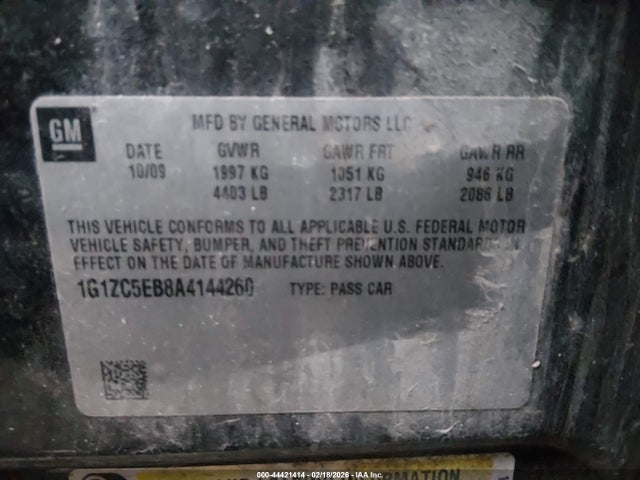 GM
MFD BY GENERAL MOTORS LLC
DATE GVWR GAWR FRT GAWR RR
10/09 1997 KG 1051 KG 946 KG
4403 LB 2317 LB 2086 LB
THIS VEHICLE CONFORMS TO ALL APPLICABLE U.S. FEDERAL MOTOR
VEHICLE SAFETY, BUMPER, AND THEFT PREVENTION STANDARDS IN
EFFECT ON THE DATE OF MANUFACTURE SHOWN ABOVE.
1G1ZC5EB8A4144260 TYPE: PASS CAR
INFORMATION
000-44421414 - 02/18/2026 - IAA Inc.